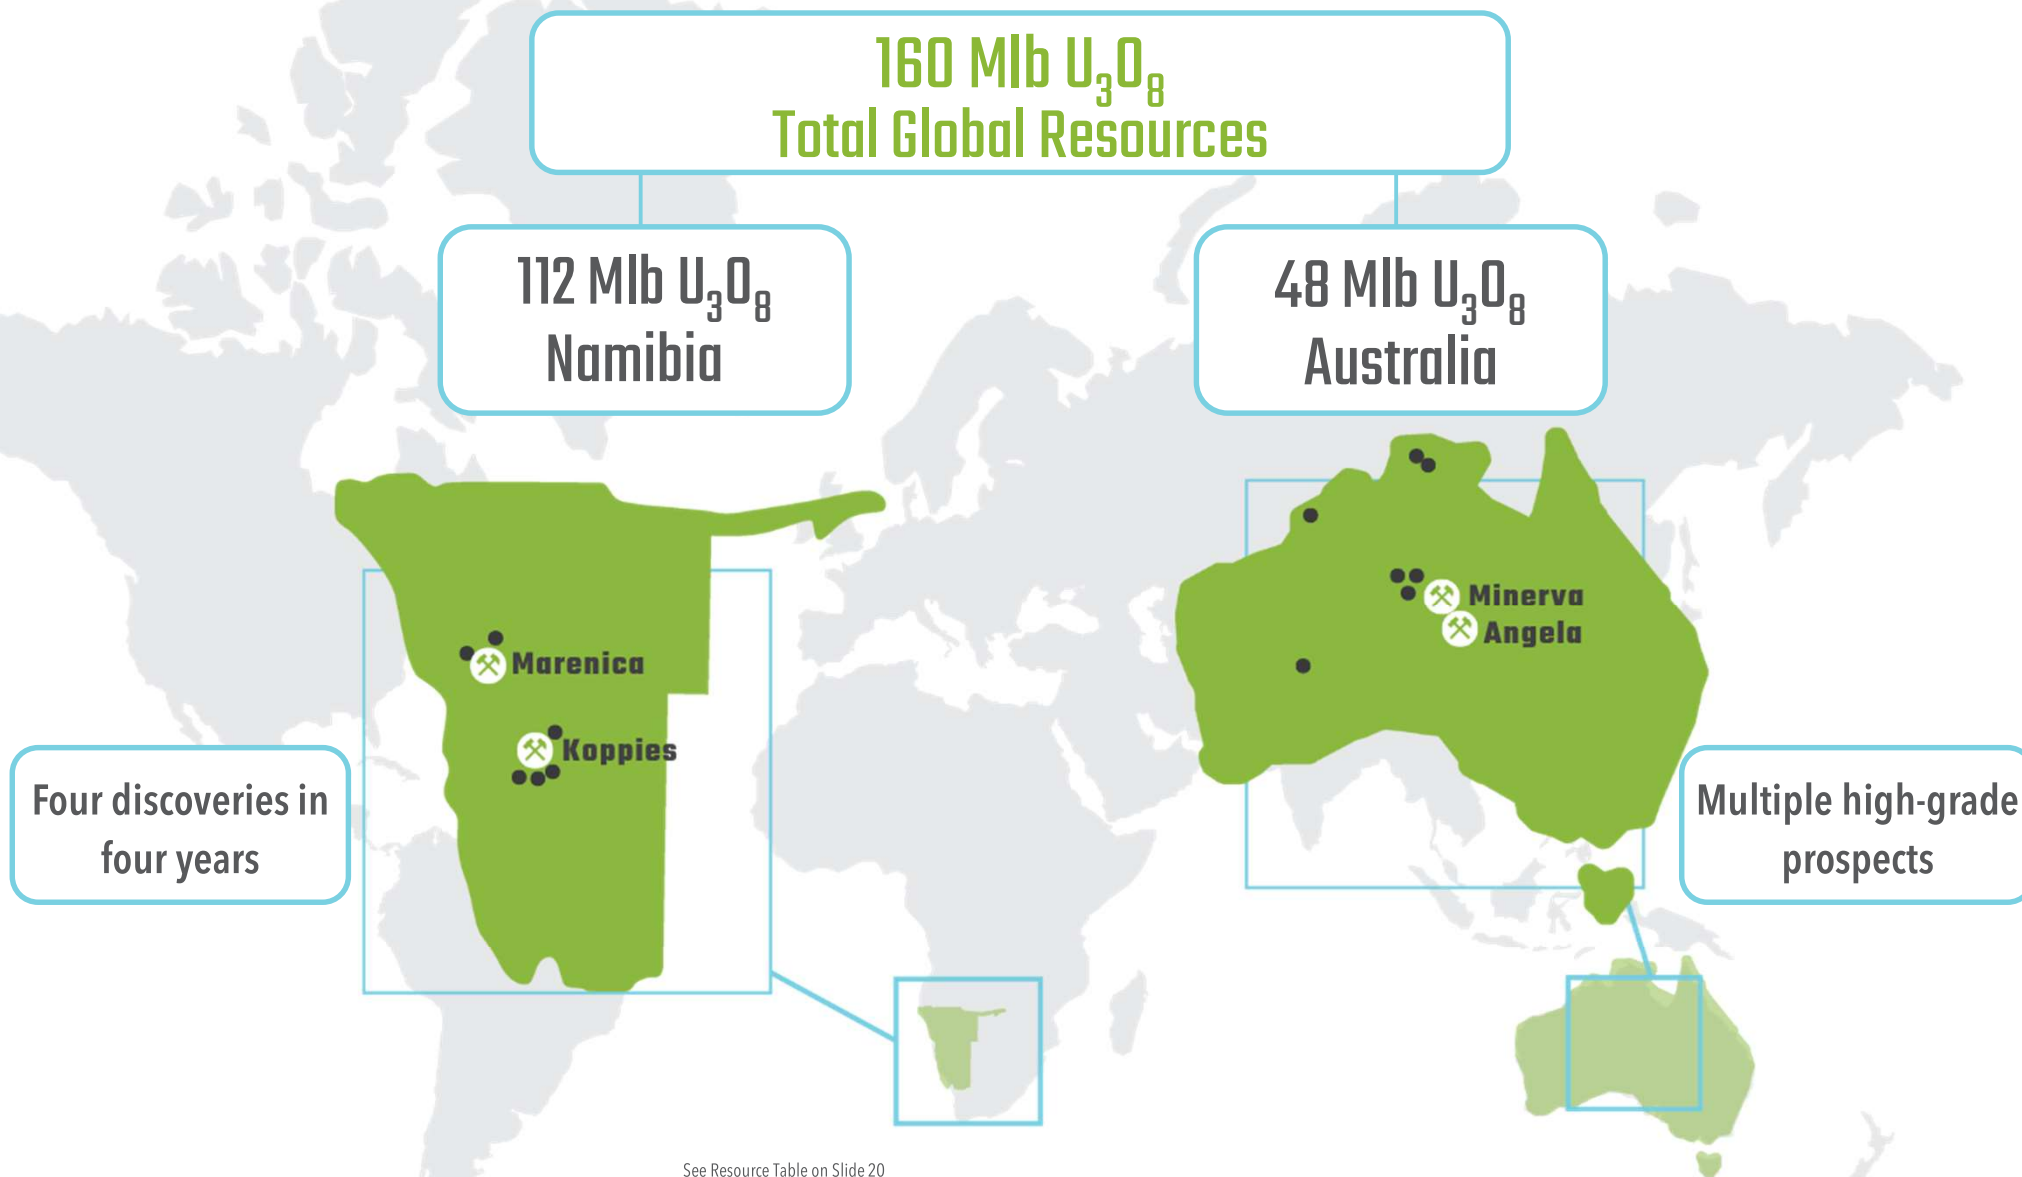 160 Mlb U₃O₈
Total Global Resources
112 Mlb U₃O₈
Namibia
48 Mlb U₃O₈
Australia
Minerva
Angela
Marenica
Koppies
Four discoveries in
four years
Multiple high-grade
prospects
See Resource Table on Slide 20